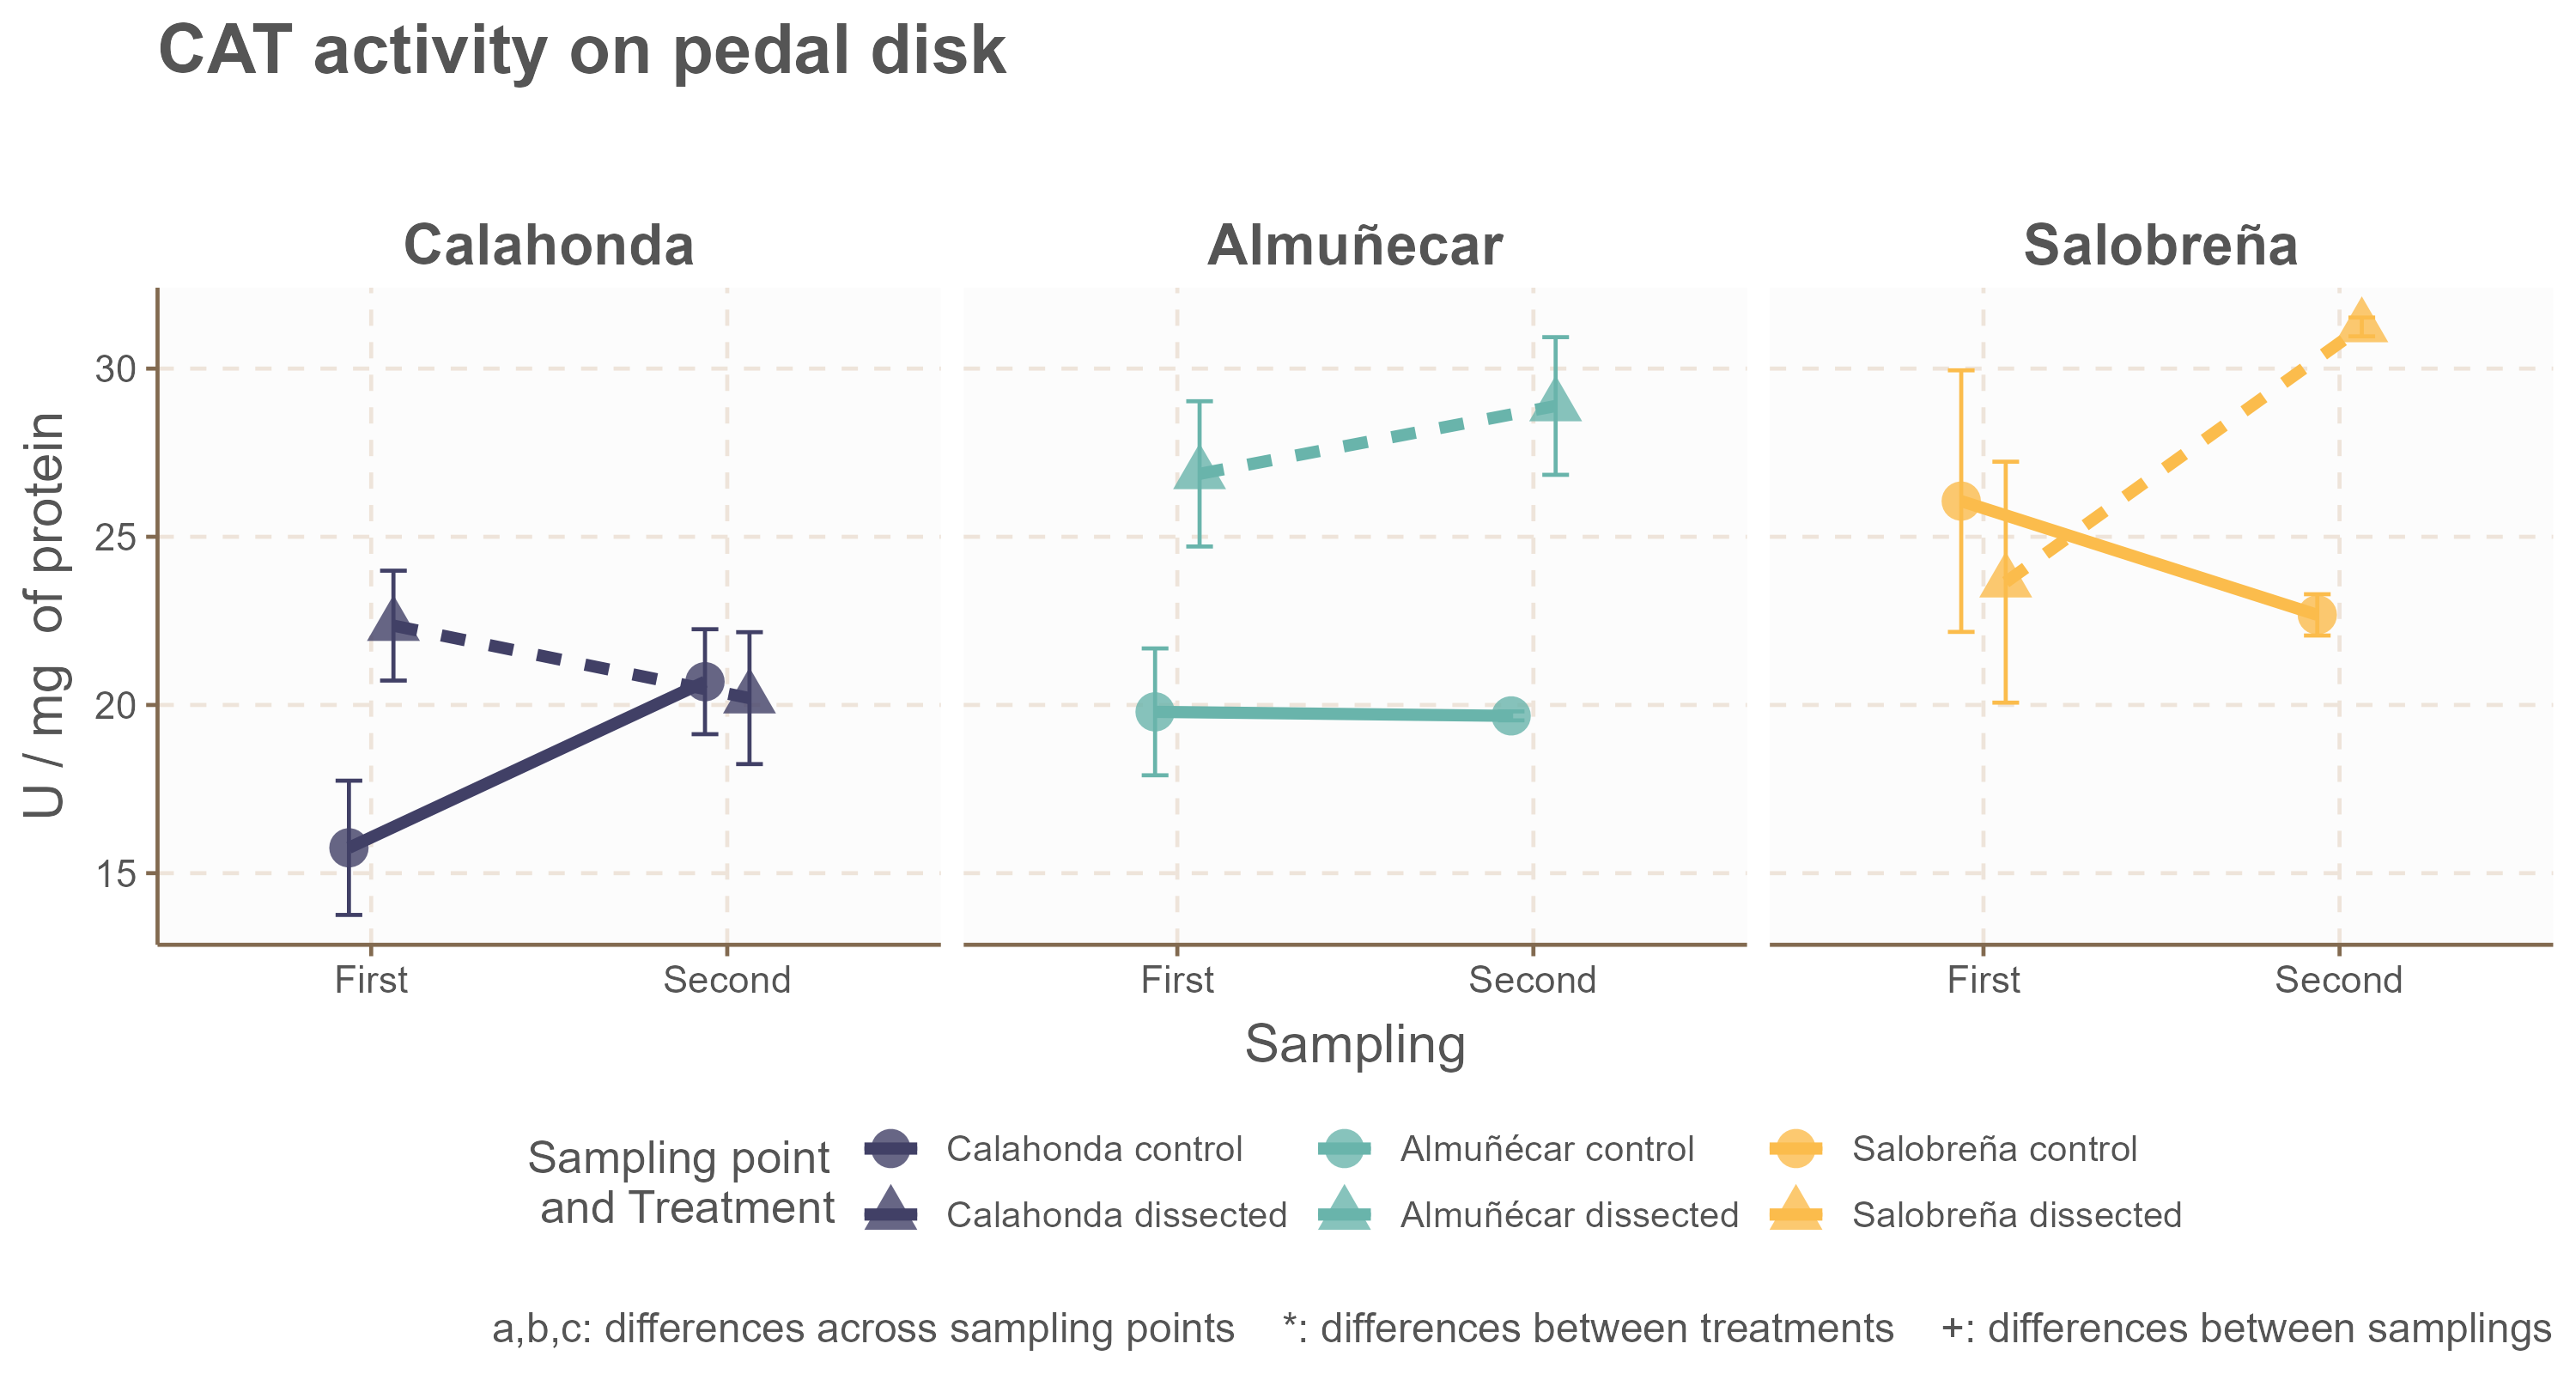 CAT activity on pedal disk
Calahonda
Almuñecar
Salobreña
U / mg  of protein
30
25
20
15
First
Second
First
Second
First
Second
Sampling
Sampling point
and Treatment
Calahonda control
Almuñécar control
Salobreña control
Calahonda dissected
Almuñécar dissected
Salobreña dissected
a,b,c: differences across sampling points    *: differences between treatments    +: differences between samplings